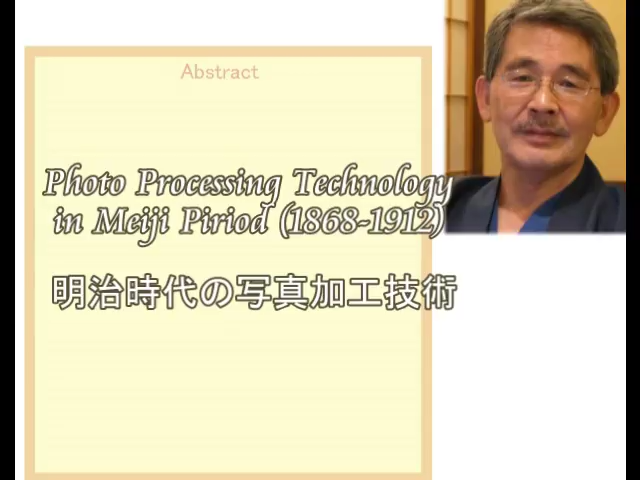 Abstract
Photo Processing Technology
in Meiji Piriod (1868-1912)
明治時代の写真加工技術